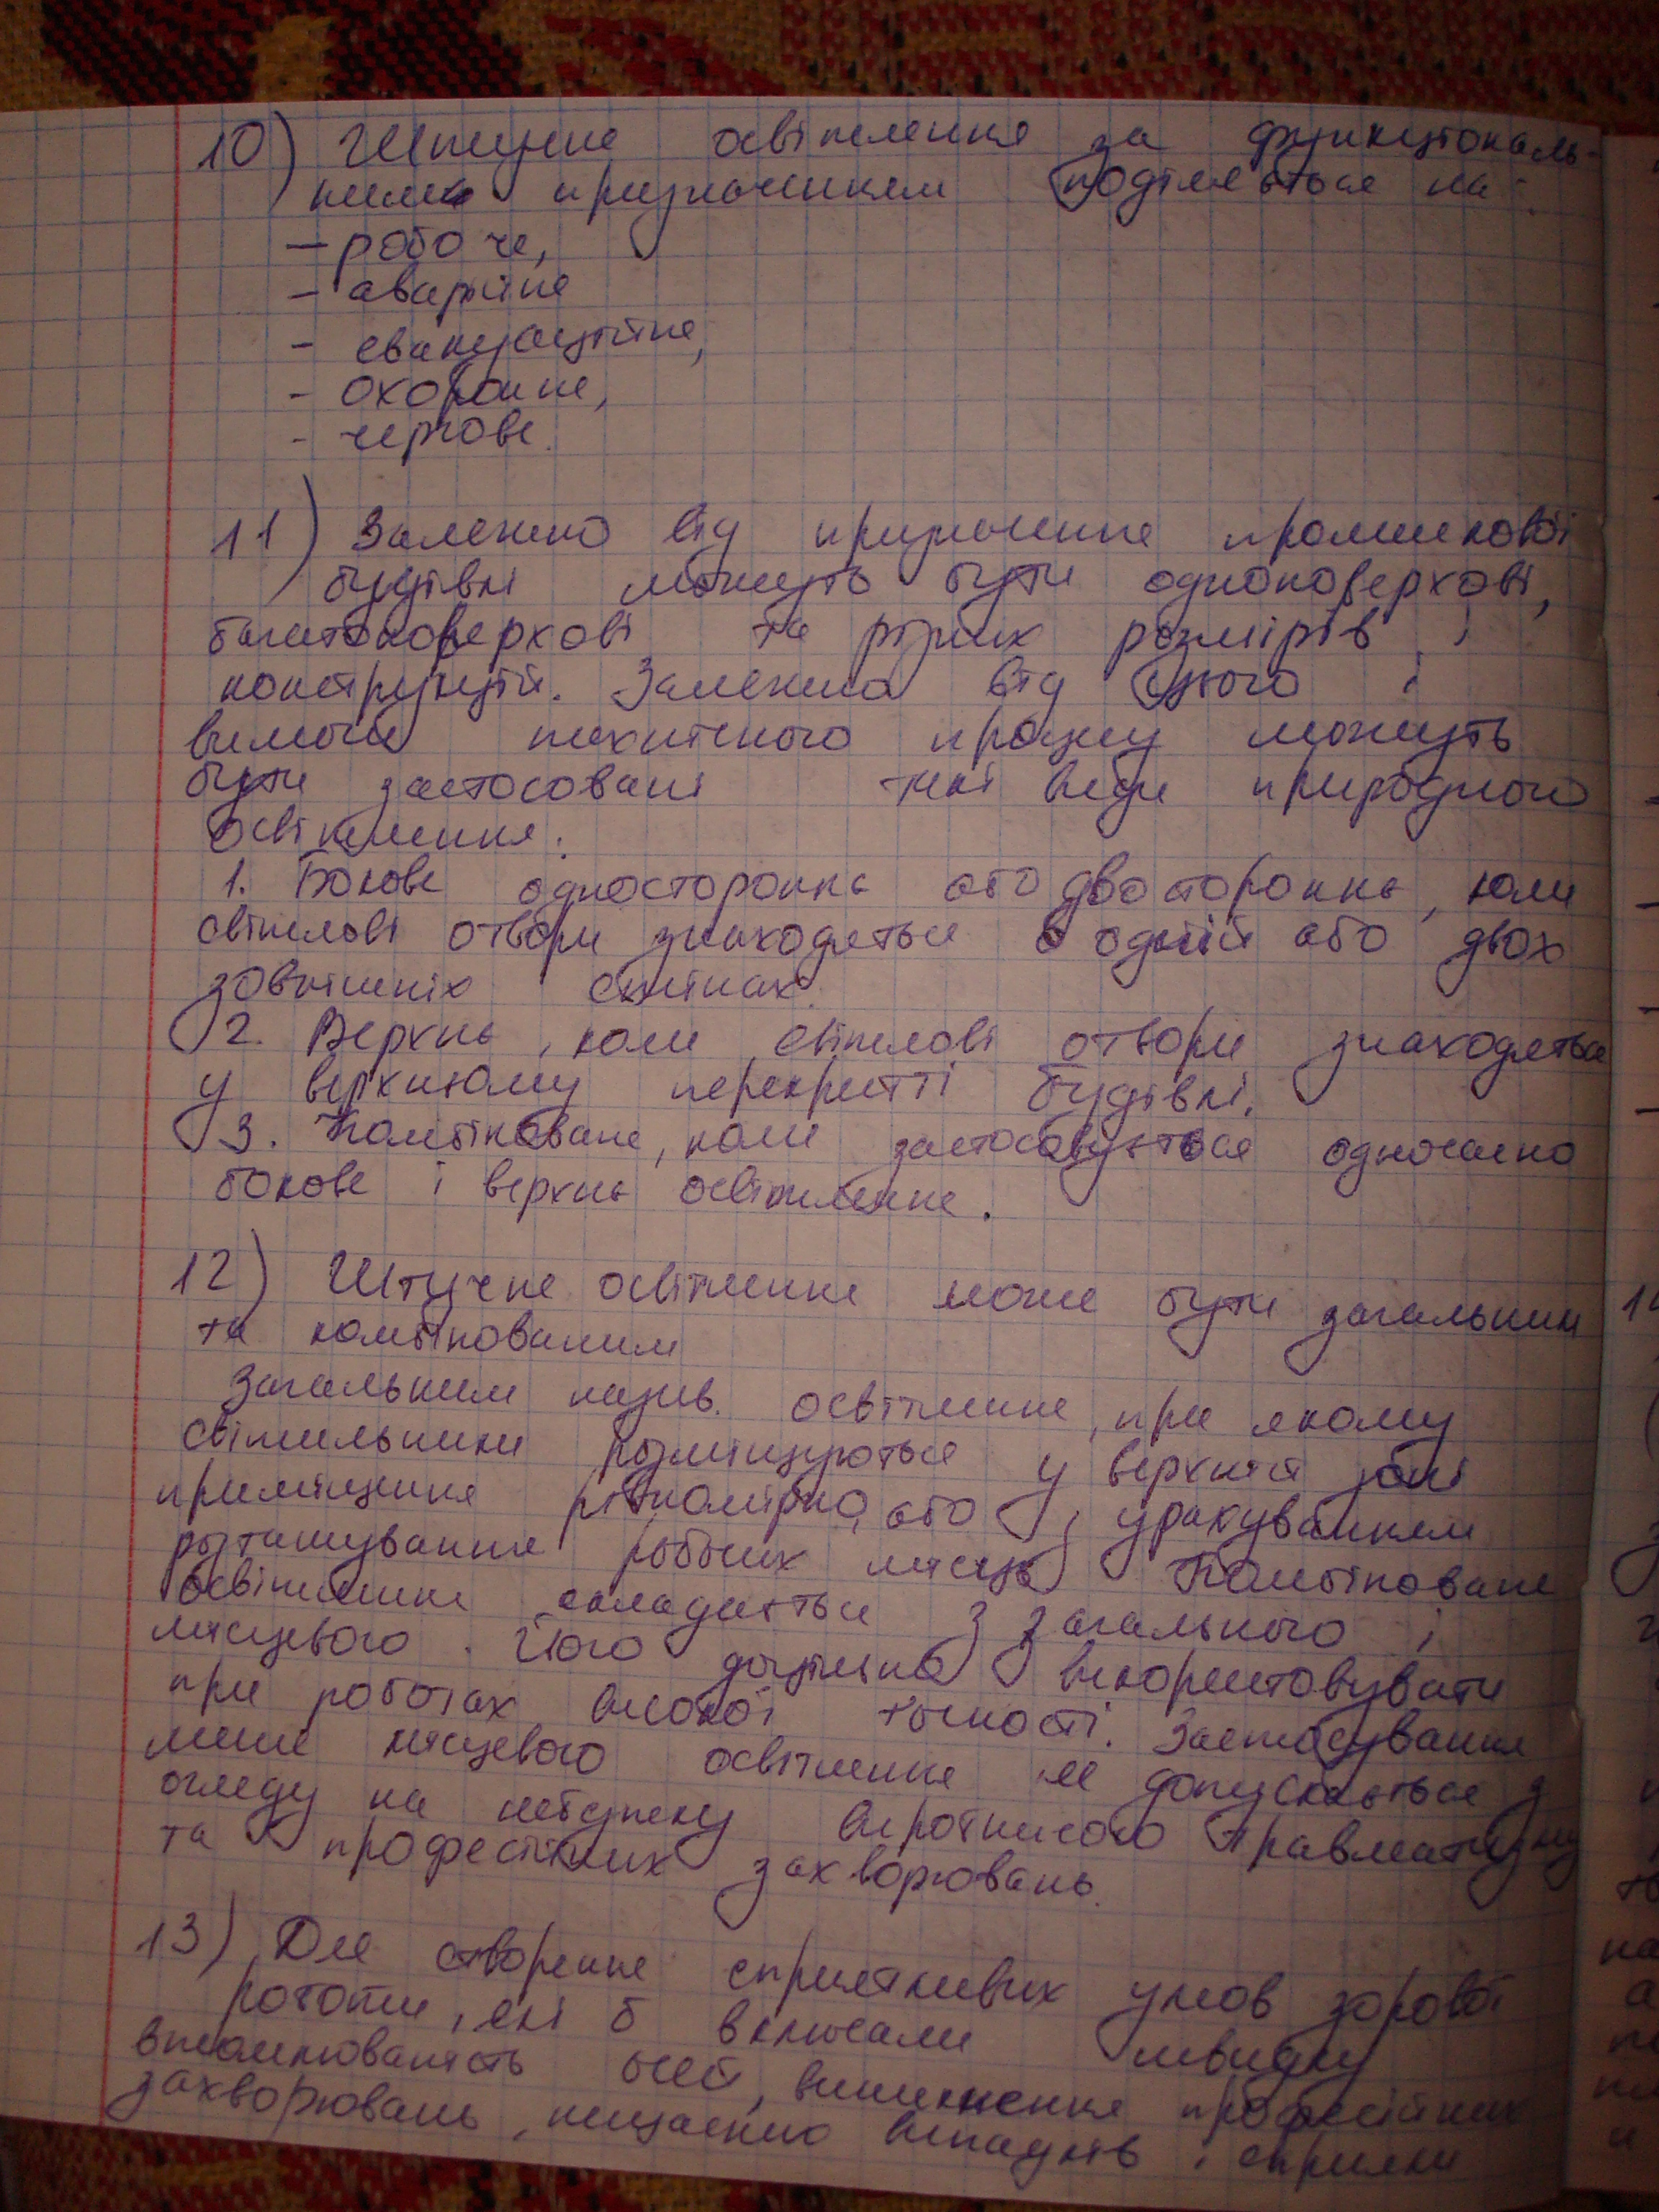 10) Штучне освітлення за функціональ-
ним призначенням поділяється на:
– робоче,
– аварійне
– евакуаційне,
– охоронне,
– чергове.
11) Залежно від призначення промислові
будівлі можуть бути одноповерхові,
багатоповерхові та різних розмірів і
конструкцій. Залежно від цього і
вимоги технічного процесу можуть
бути застосовані такі види природного
освітлення:
1. Бокове одностороннє або двостороннє, коли
світлові отвори знаходяться в одній або двох
зовнішніх стінах.
2. Верхнє, коли світлові отвори знаходяться
у верхньому перекритті будівлі.
3. Комбіноване, коли застосовується одночасно
бокове і верхнє освітлення.
12) Штучне освітлення може бути загальним
та комбінованим
Загальним назив. освітлення, при якому
світильники розміщуються у верхній зоні
приміщення рівномірно, або з урахуванням
розташування робочих місць. Комбіноване
освітлення складається з загального і
місцевого. Його доцільно використовувати
при роботах високої точності. Застосування
лише місцевого освітлення не допускається з
огляду на небезпеку виробничого травматизму
та професійних захворювань.
13) Для створення сприятливих умов зорової
роботи, які б включали швидку
втомлюваність очей, виникнення професійних
захворювань, нещасних випадків і сприяли